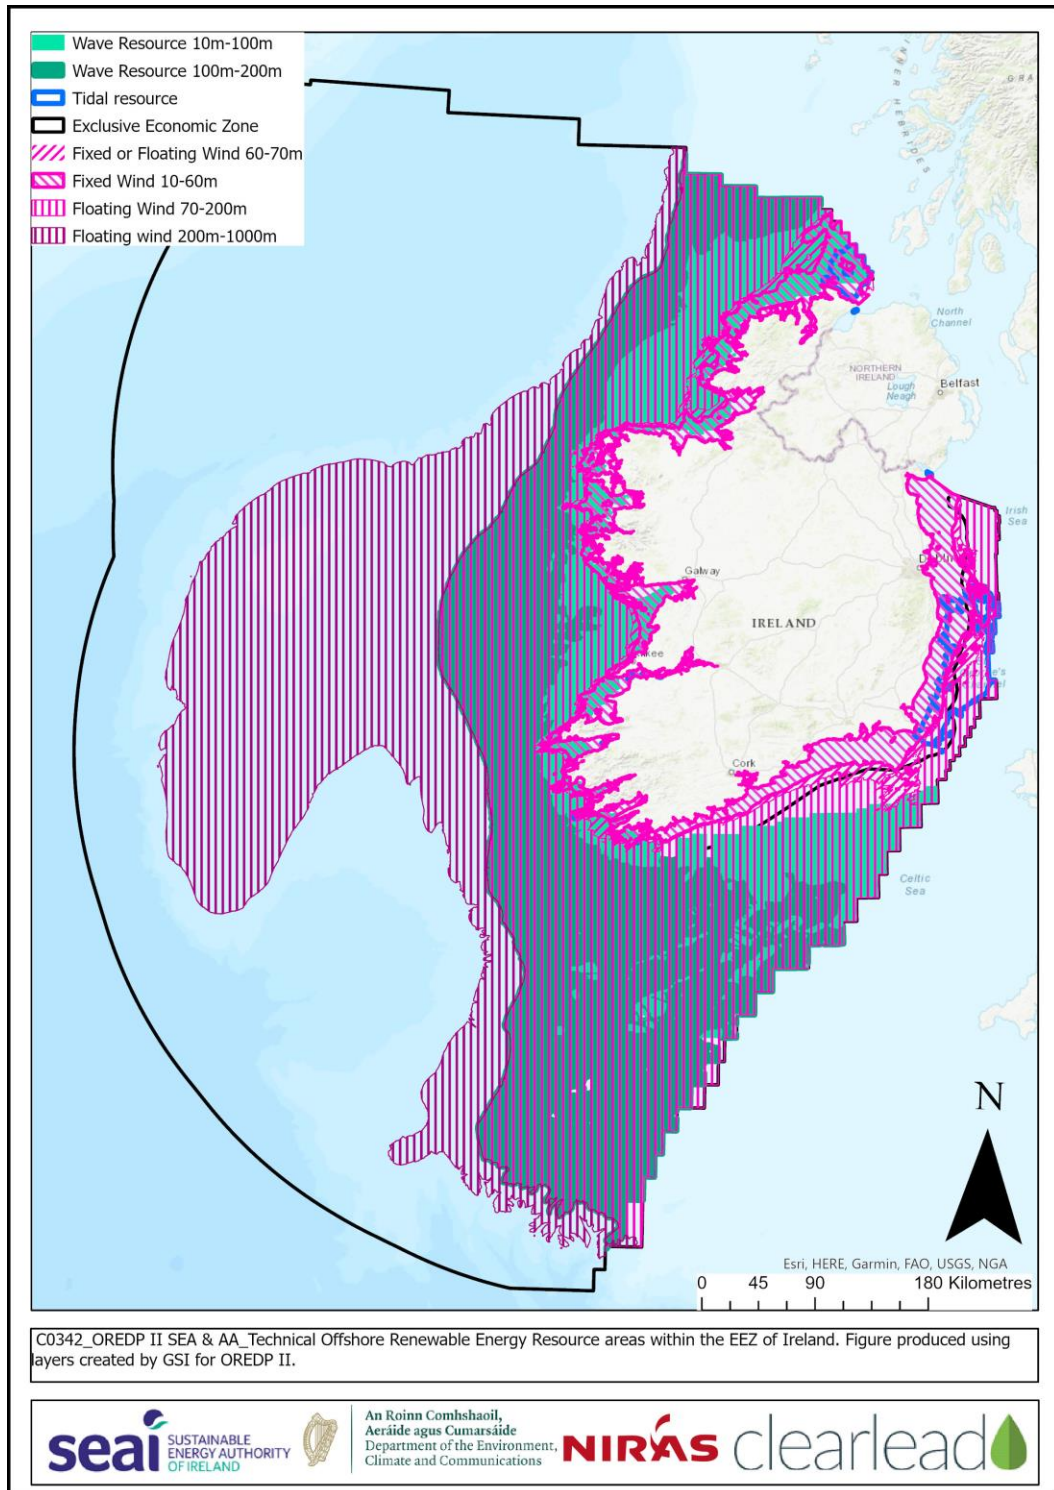 Wave Resource 10m-100m
Wave Resource 100m-200m
Tidal resource
Exclusive Economic Zone
Fixed or Floating Wind 60-70m
Fixed Wind 10-60m
Floating Wind 70-200m
Floating wind 200m-1000m
INNER HEBRIDES
GRA
North
Channel
NORTHERN
IRELAND
Lough
Neagh
Belfast
Irish
Sea
Galway
IRELAND
Cork
Celtic
Sea
N
Esri, HERE, Garmin, FAO, USGS, NGA
0 45 90 180 Kilometres
C0342_OREDP II SEA & AA_Technical Offshore Renewable Energy Resource areas within the EEZ of Ireland. Figure produced using
layers created by GSI for OREDP II.
seai SUSTAINABLE
ENERGY AUTHORITY
OF IRELAND
An Roinn Comhshaoil,
Aeráide agus Cumarsáide
Department of the Environment,
Climate and Communications
NIRAS
clearlead